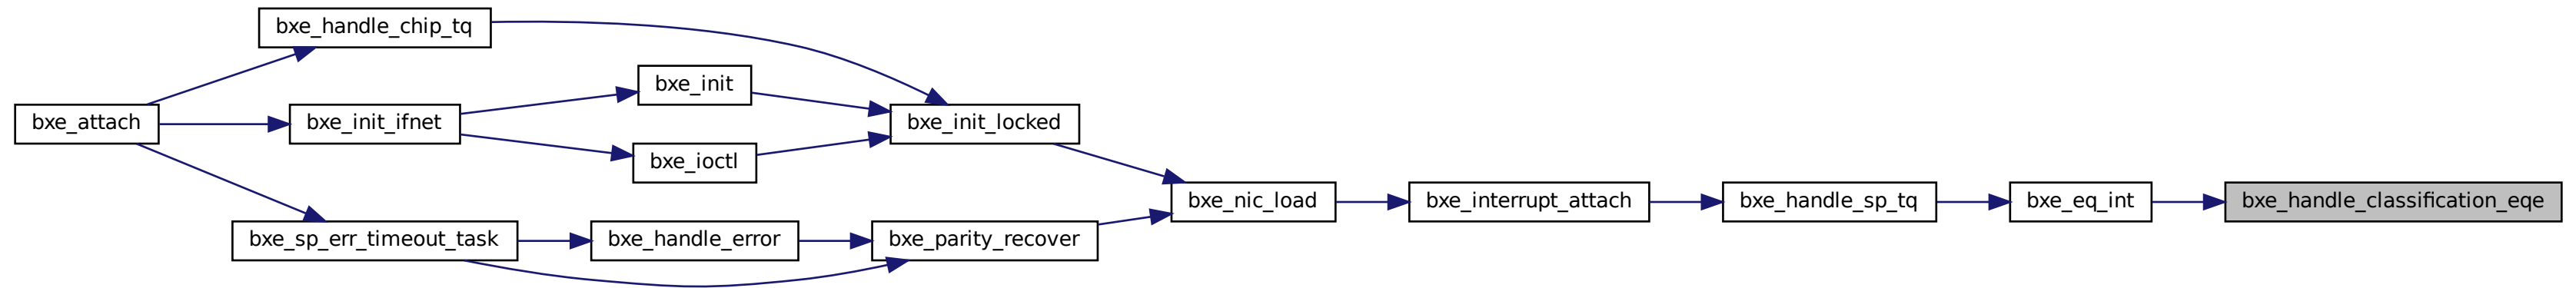 bxe_handle_chip_tq
bxe_init
bxe_attach
bxe_init_ifnet
bxe_init_locked
bxe_ioctl
bxe_nic_load
bxe_interrupt_attach
bxe_handle_sp_tq
bxe_eq_int
bxe_handle_classification_eqe
bxe_sp_err_timeout_task
bxe_handle_error
bxe_parity_recover